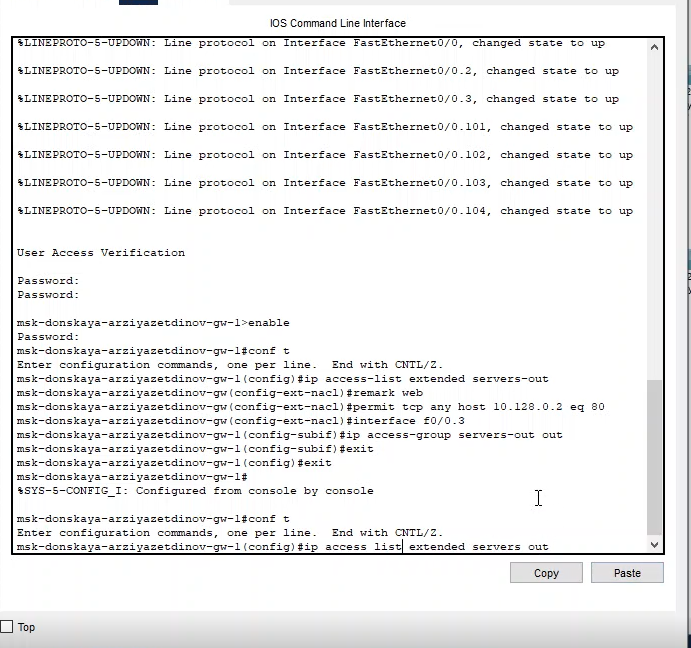 IOS Command Line Interface
%LINEPROTO-5-UPDOWN: Line protocol on Interface FastEthernet0/0, changed state to up
%LINEPROTO-5-UPDOWN: Line protocol on Interface FastEthernet0/0.2, changed state to up
%LINEPROTO-5-UPDOWN: Line protocol on Interface FastEthernet0/0.3, changed state to up
%LINEPROTO-5-UPDOWN: Line protocol on Interface FastEthernet0/0.101, changed state to up
%LINEPROTO-5-UPDOWN: Line protocol on Interface FastEthernet0/0.102, changed state to up
%LINEPROTO-5-UPDOWN: Line protocol on Interface FastEthernet0/0.103, changed state to up
%LINEPROTO-5-UPDOWN: Line protocol on Interface FastEthernet0/0.104, changed state to up
User Access Verification
Password:
Password:
msk-donskaya-arziyazetdinov-gw-1>enable
Password:
msk-donskaya-arziyazetdinov-gw-1#conf t
Enter configuration commands, one per line.  End with CNTL/Z.
msk-donskaya-arziyazetdinov-gw-1(config)#ip access-list extended servers-out
msk-donskaya-arziyazetdinov-gw(config-ext-nacl)#remark web
msk-donskaya-arziyazetdinov-gw(config-ext-nacl)#permit tcp any host 10.128.0.2 eq 80
msk-donskaya-arziyazetdinov-gw(config-ext-nacl)#interface f0/0.3
msk-donskaya-arziyazetdinov-gw-1(config-subif)#ip access-group servers-out out
msk-donskaya-arziyazetdinov-gw-1(config-subif)#exit
msk-donskaya-arziyazetdinov-gw-1(config)#exit
msk-donskaya-arziyazetdinov-gw-1#
%SYS-5-CONFIG_I: Configured from console by console
msk-donskaya-arziyazetdinov-gw-1#conf t
Enter configuration commands, one per line.  End with CNTL/Z.
msk-donskaya-arziyazetdinov-gw-1(config)#ip access list extended servers out
Copy
Paste
Top